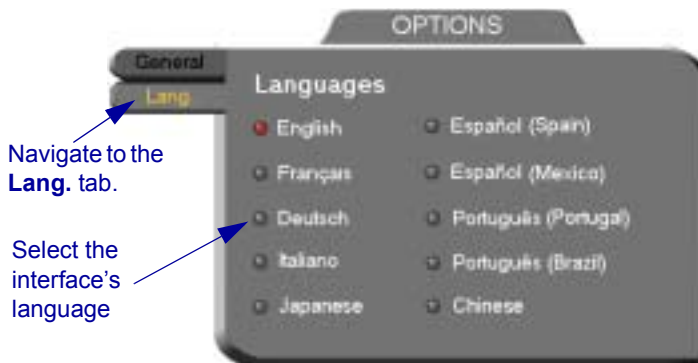 OPTIONS
General
Lang
Languages
English
Français
Deutsch
Italiano
Japanese
Español (Spain)
Español (Mexico)
Português (Portugal)
Português (Brazil)
Chinese
Navigate to the
Lang. tab.
Select the
interface's
language